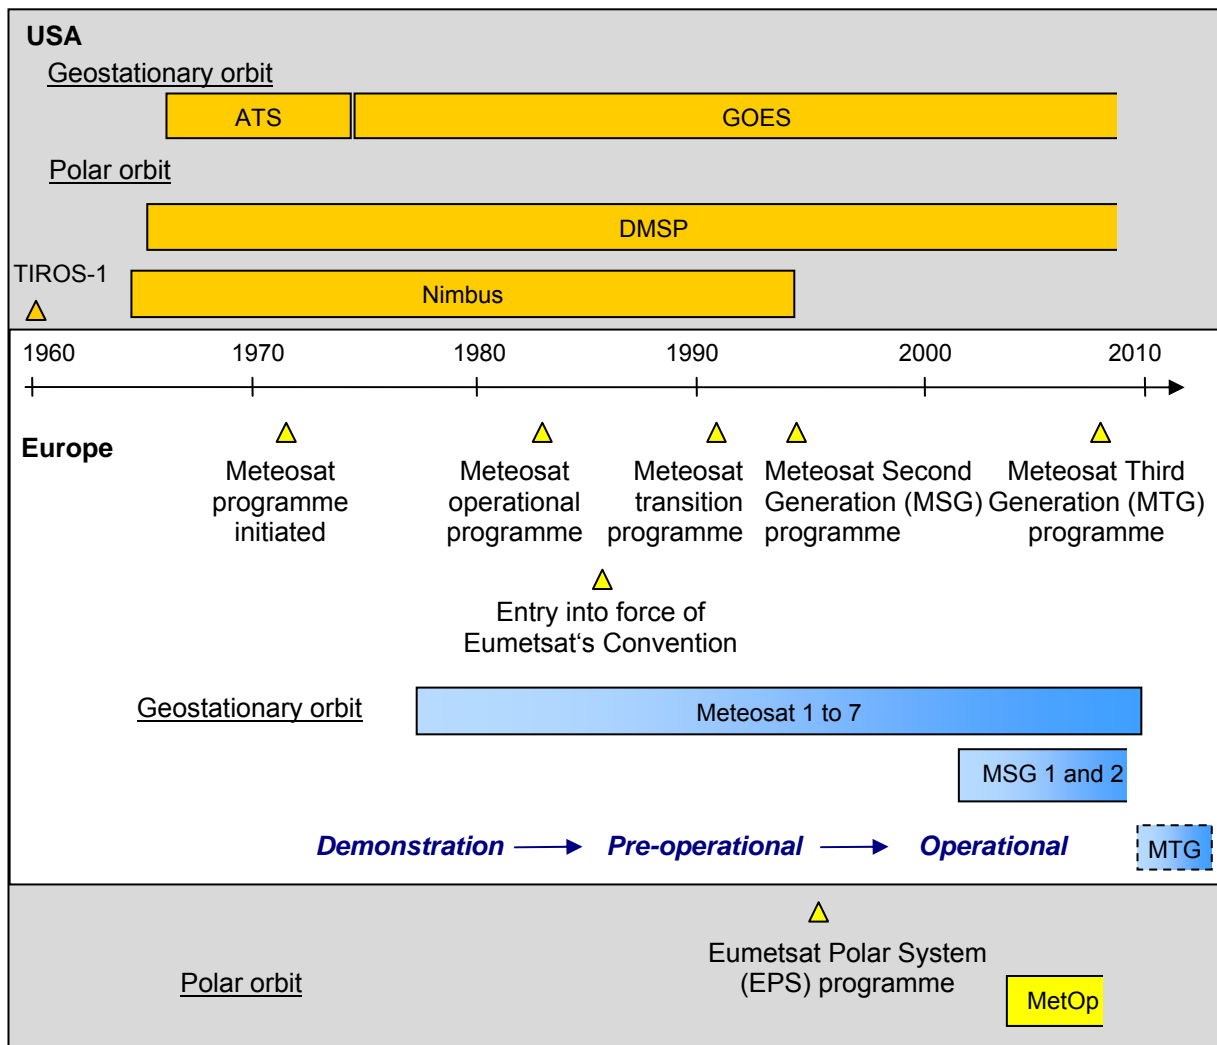 USA
Geostationary orbit
ATS
GOES
Polar orbit
DMSP
TIROS-1
Nimbus
1960
1970
1980
1990
2000
2010
Europe
Meteosat
programme
initiated
Meteosat
operational
programme
Meteosat
transition
programme
Meteosat Second
Generation (MSG)
programme
Meteosat Third
Generation (MTG)
programme
Entry into force of
Eumetsat‘s Convention
Geostationary orbit
Meteosat 1 to 7
MSG 1 and 2
Demonstration
Pre-operational
Operational
MTG
Eumetsat Polar System
(EPS) programme
Polar orbit
MetOp